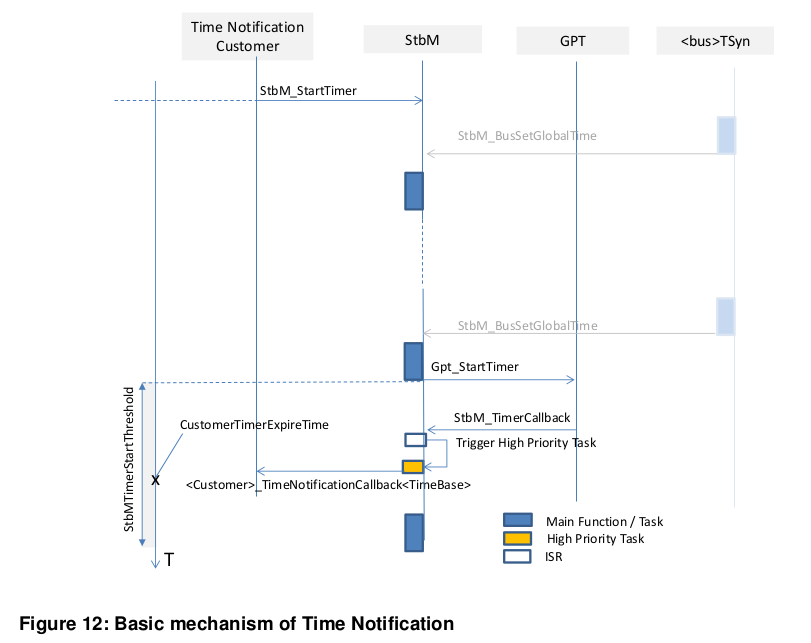 Time Notification
Customer
StbM
GPT
<bus>TSyn
StbM_StartTimer
StbM_BusSetGlobalTime
StbM_BusSetGlobalTime
Gpt_StartTimer
StbMTimerStartThreshold
CustomerTimerExpireTime
StbM_TimerCallback
Trigger High Priority Task
X
<Customer>_TimeNotificationCallback<TimeBase>
Main Function / Task
High Priority Task
ISR
T
Figure 12: Basic mechanism of Time Notification